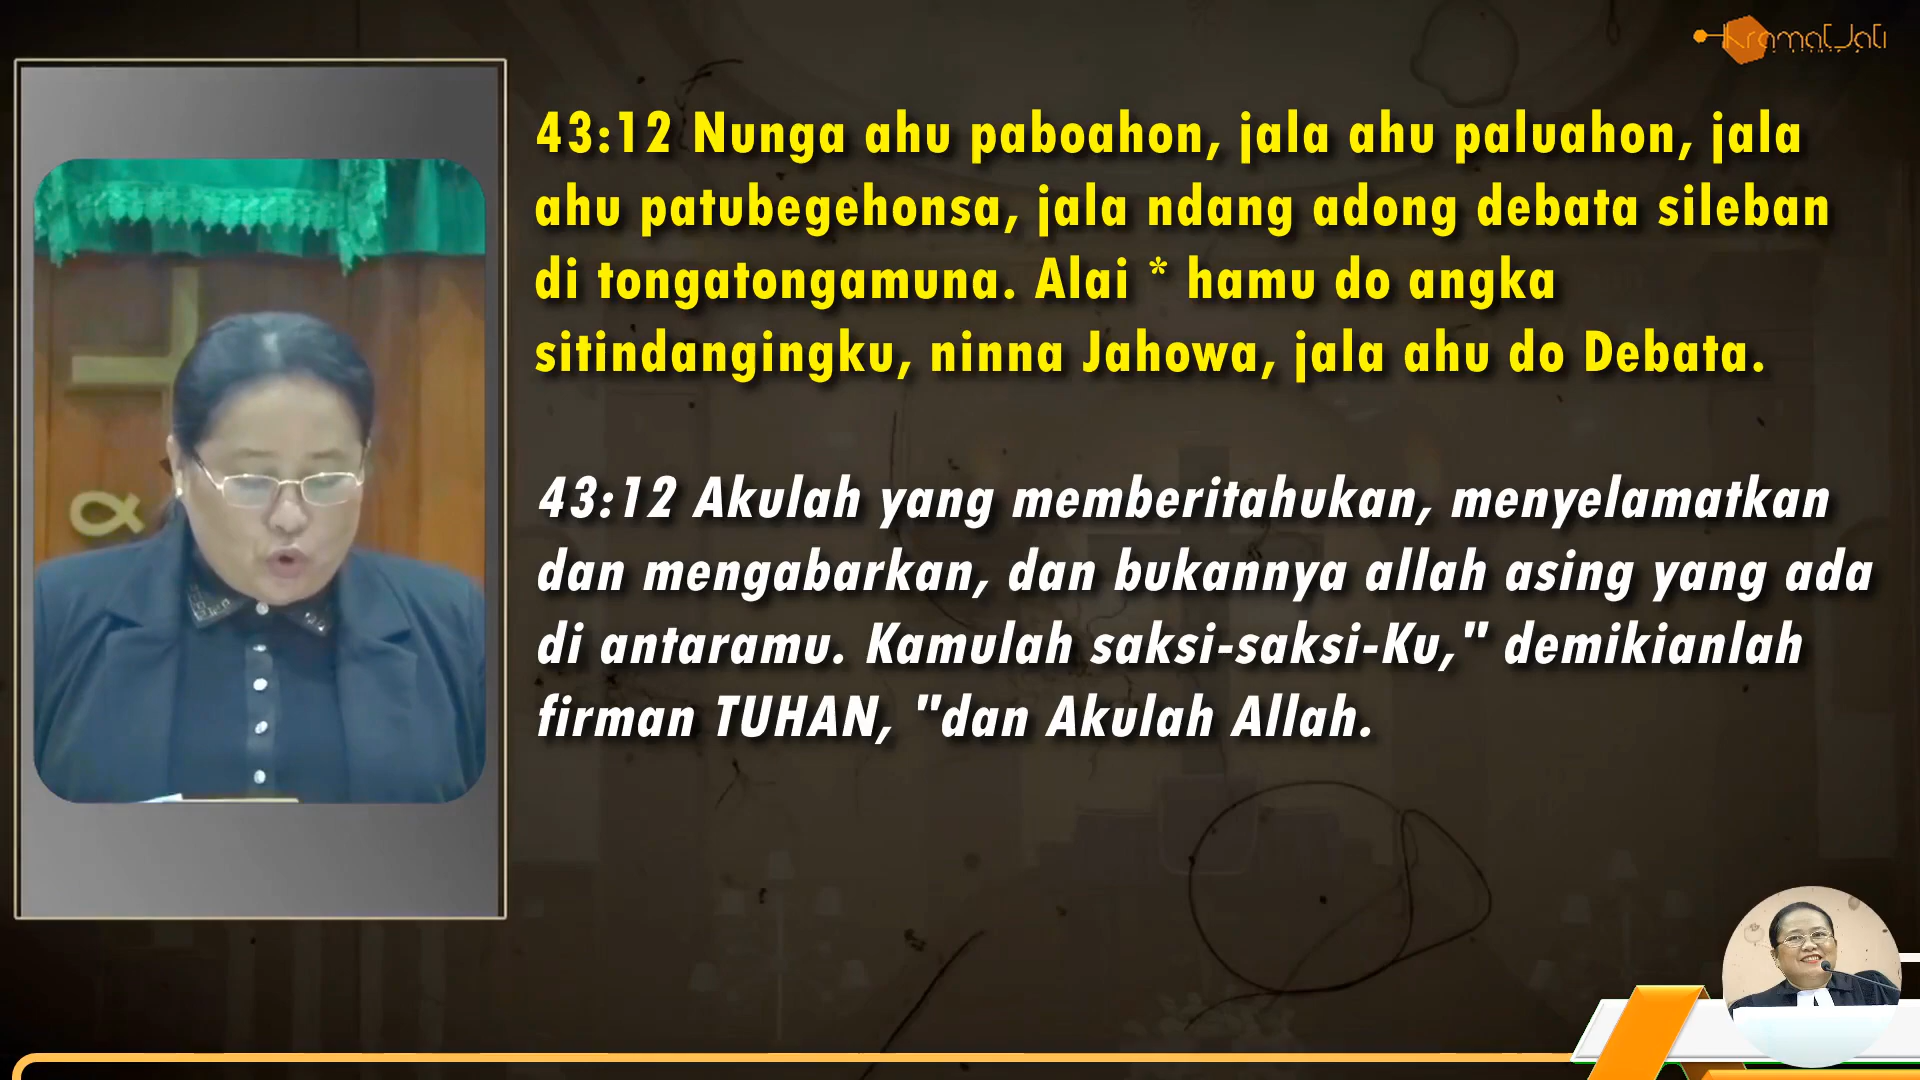 KramatJati
43:12 Nunga ahu paboahon, jala ahu paluahon, jala
ahu patubegehonsa, jala ndang adong debata sileban
di tongatongamuna. Alai * hamu do angka
sitindangingku, ninna Jahowa, jala ahu do Debata.
43:12 Akulah yang memberitahukan, menyelamatkan
dan mengabarkan, dan bukannya allah asing yang ada
di antaramu. Kamulah saksi-saksi-Ku," demikianlah
firman TUHAN, "dan Akulah Allah.